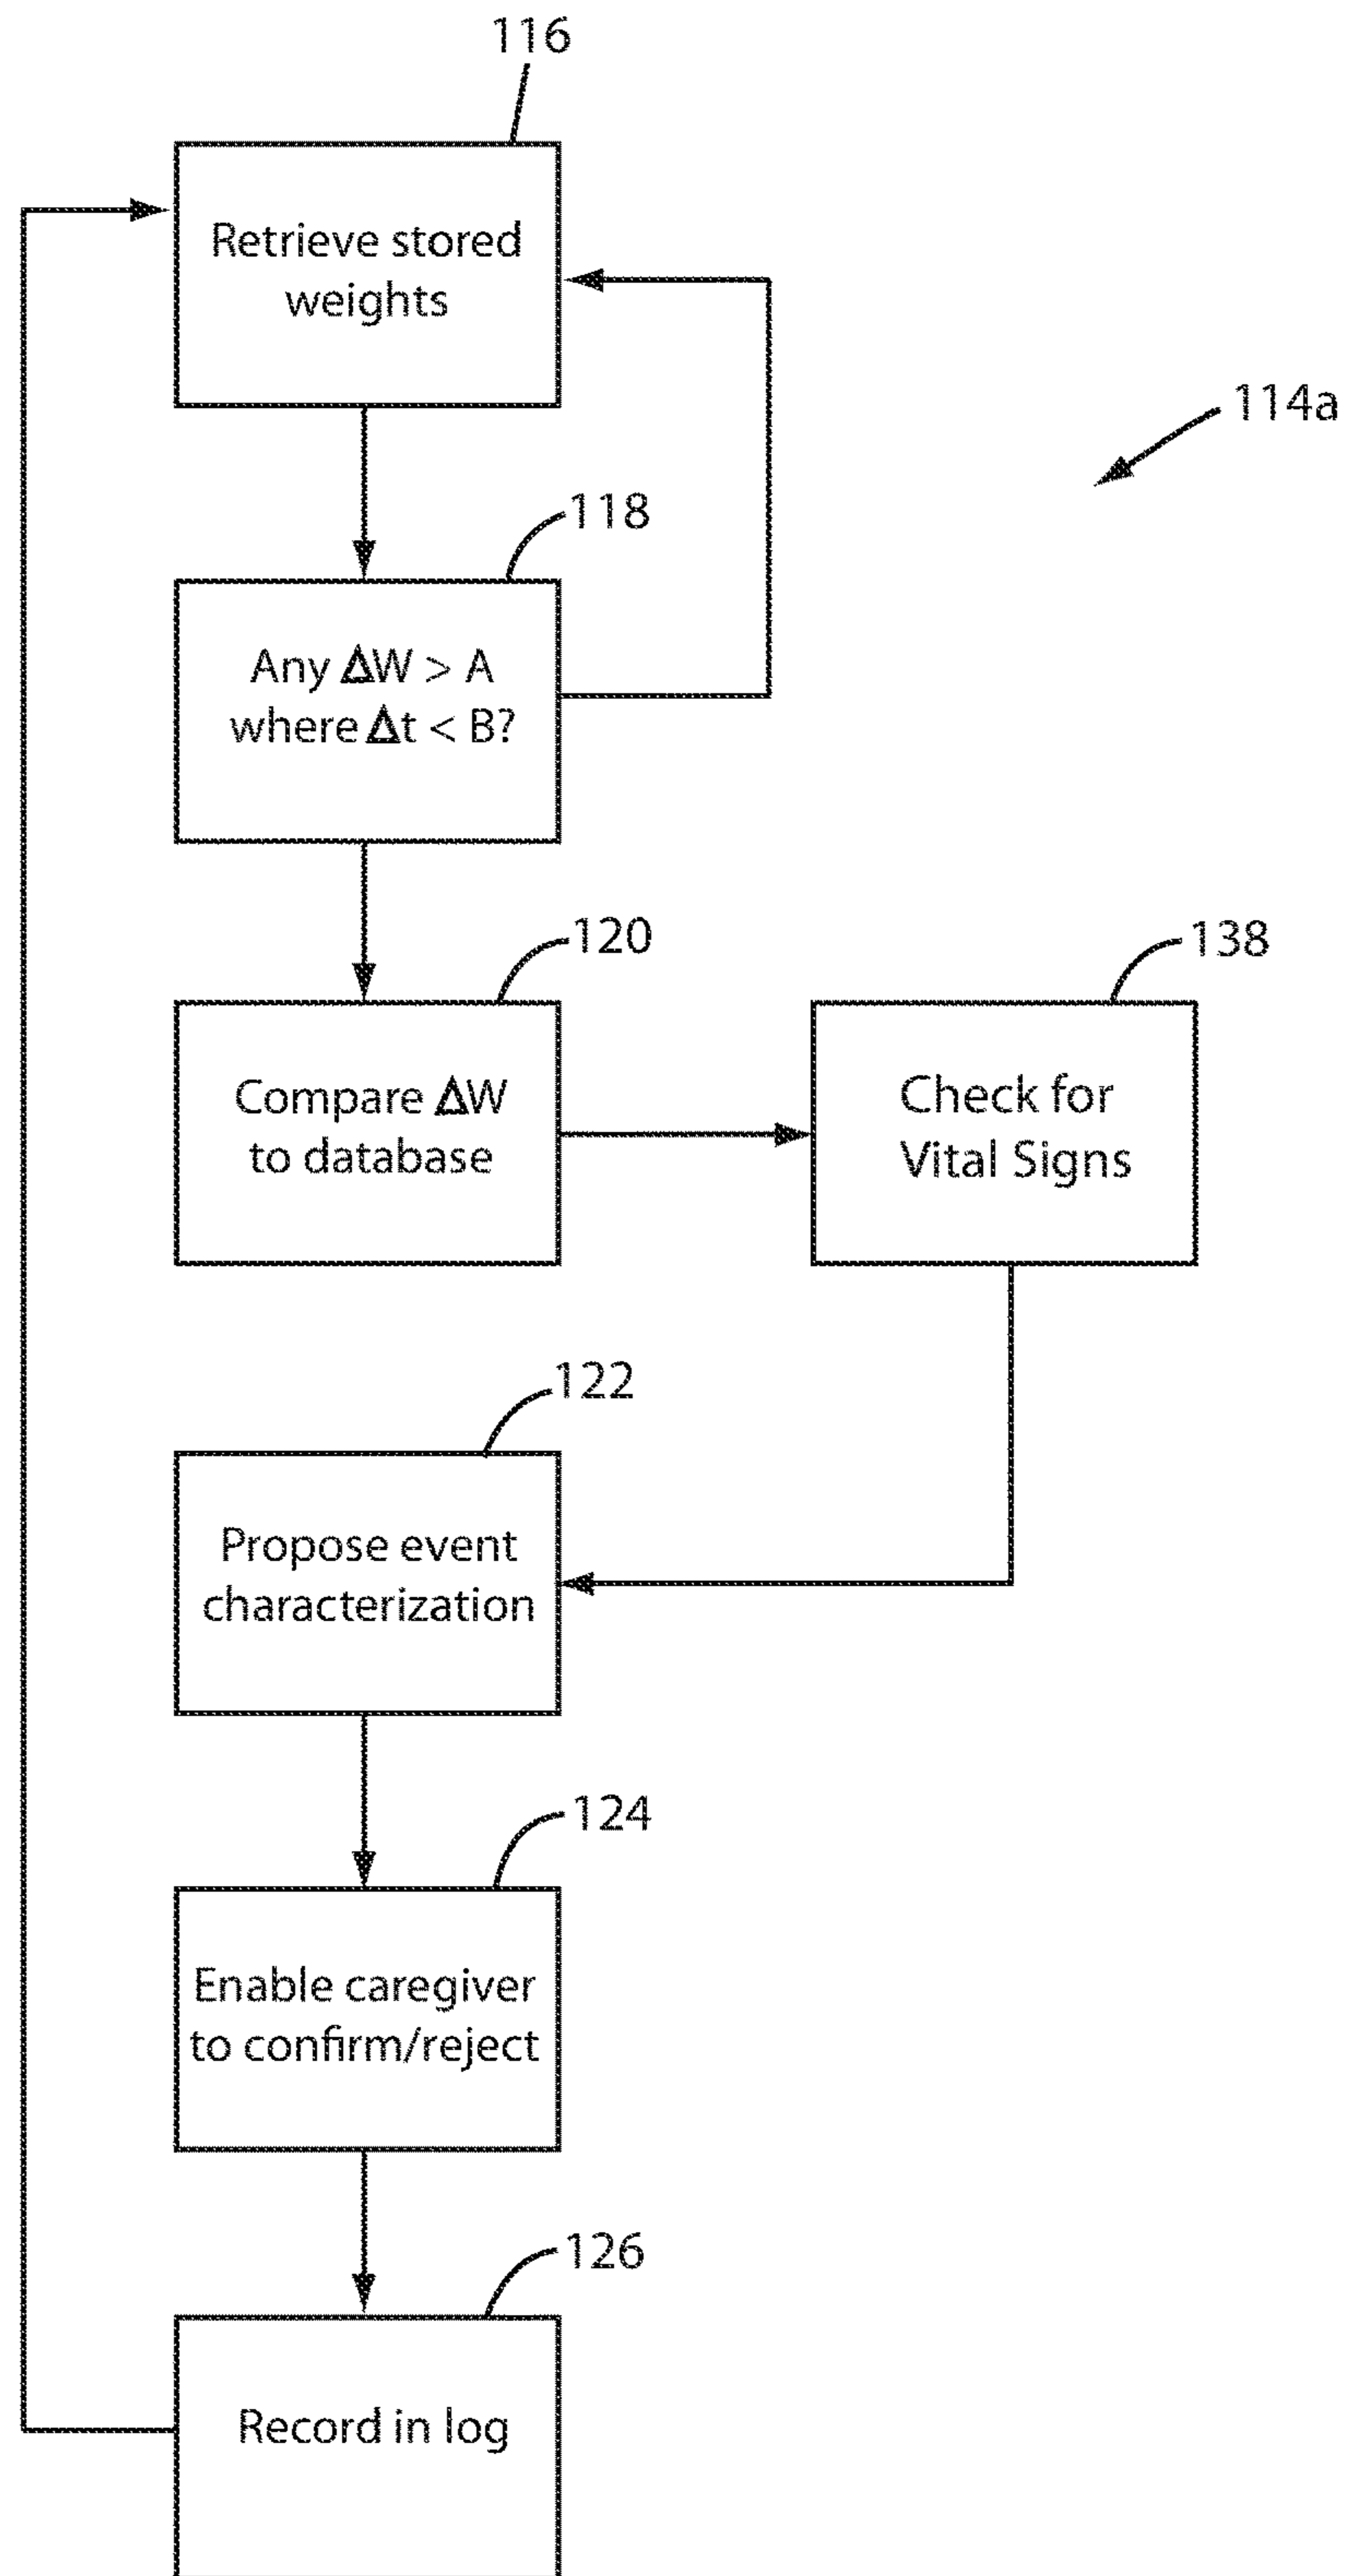 116
Retrieve stored
weights
114a
118
Any ΔW > A
where Δt < B?
120
Compare ΔW
to database
138
Check for
Vital Signs
122
Propose event
characterization
124
Enable caregiver
to confirm/reject
126
Record in log